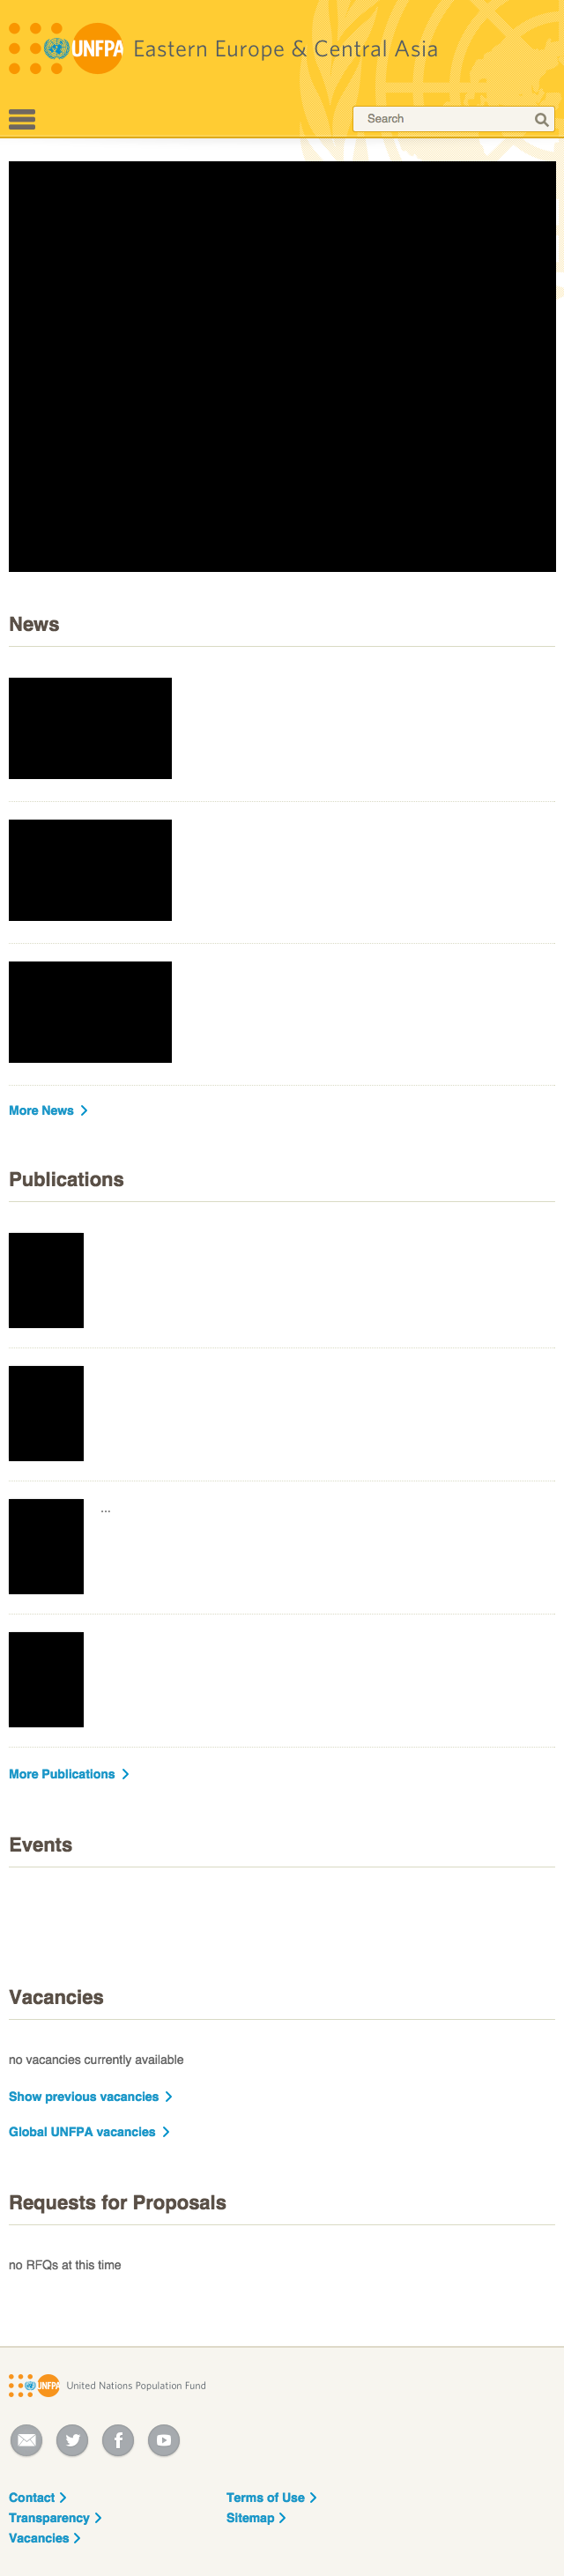 UNFPA Eastern Europe & Central Asia
Search
News
More News
Publications
...
More Publications
Events
Vacancies
no vacancies currently available
Show previous vacancies
Global UNFPA vacancies
Requests for Proposals
no RFQs at this time
UNFPA United Nations Population Fund
Contact
Terms of Use
Transparency
Sitemap
Vacancies